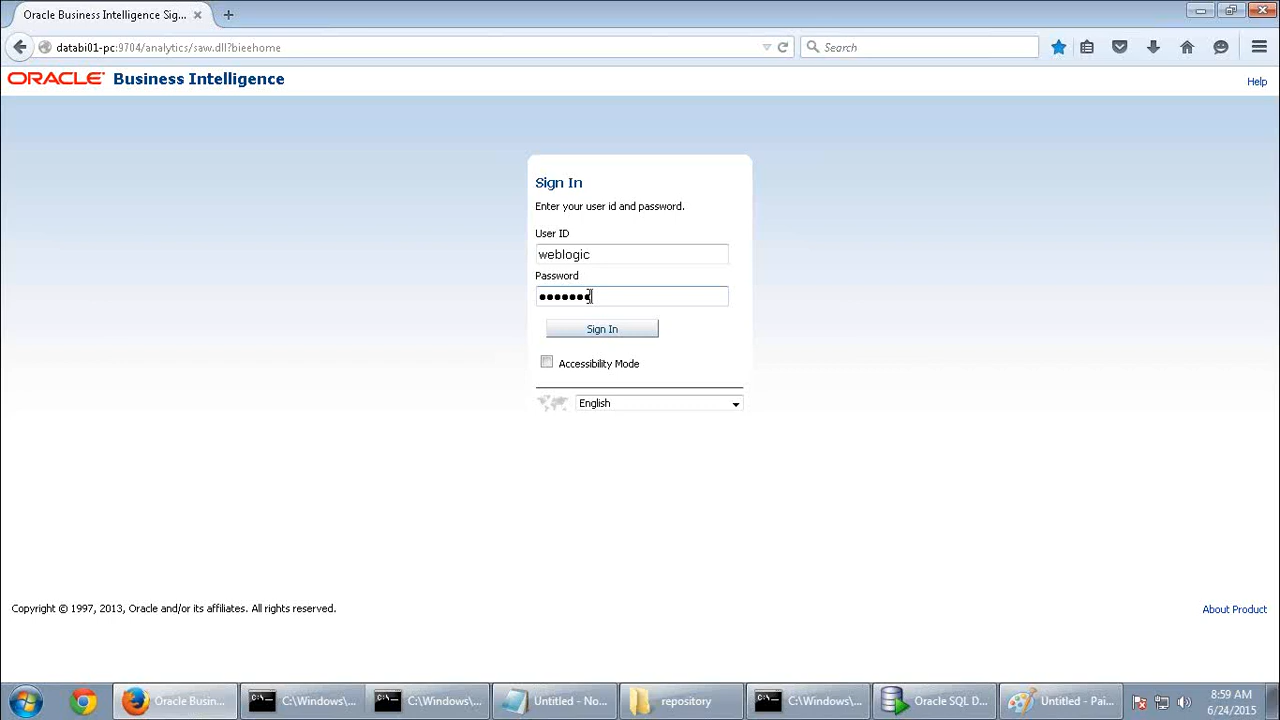 Oracle Business Intelligence Sig...
databi01-pc:9704/analytics/saw.dll?bieehome
Search
ORACLE Business Intelligence
Help
Sign In
Enter your user id and password.
User ID
weblogic
Password
Sign In
Accessibility Mode
English
Copyright © 1997, 2013, Oracle and/or its affiliates. All rights reserved.
About Product
Oracle Busin...
C:\Windows\...
C:\Windows\...
Untitled - No...
repository
C:\Windows\...
Oracle SQL D...
Untitled - Pai...
8:59 AM
6/24/2015